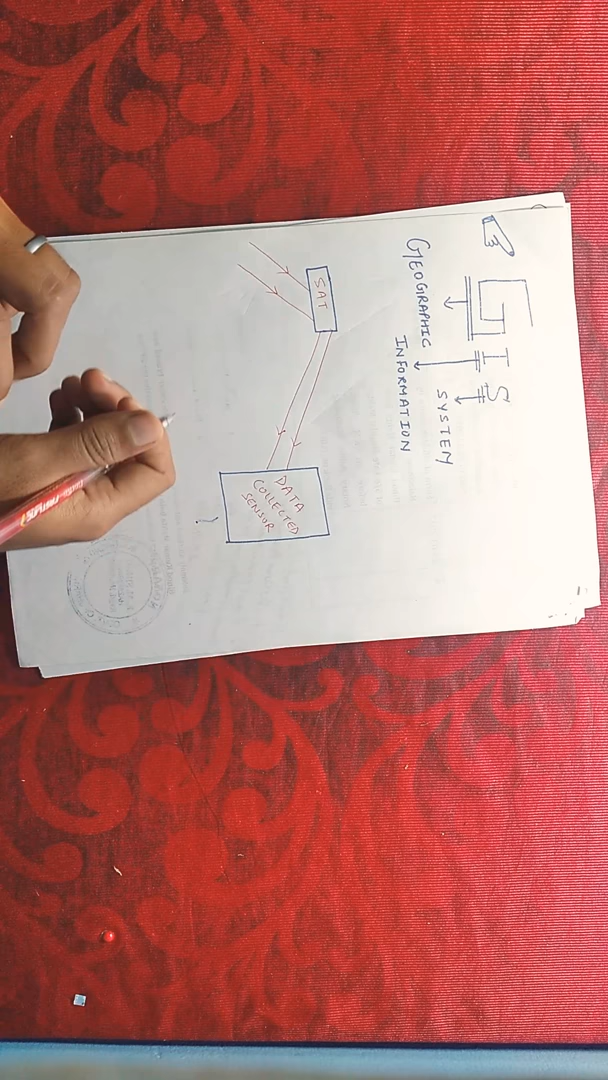 GIS
SYSTEM
GEOGRAPHIC
INFORMATION
SAT
DATA
COLLECTED
SENSOR